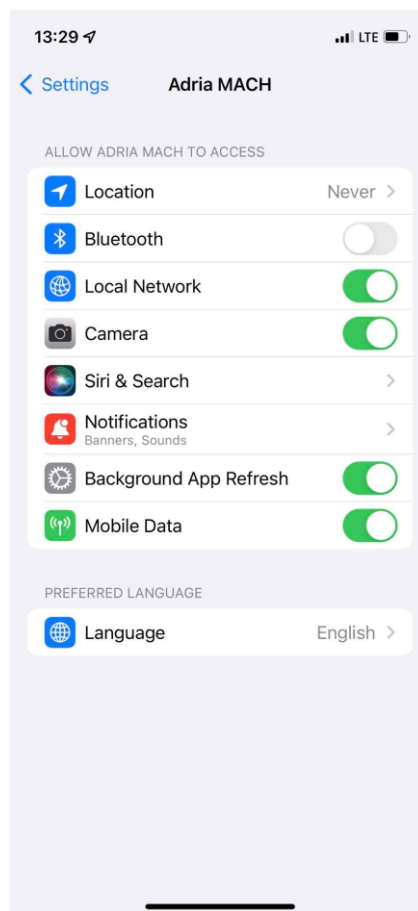 13:29 LTE
Settings Adria MACH
ALLOW ADRIA MACH TO ACCESS
Location Never
Bluetooth
Local Network
Camera
Siri & Search
Notifications
Banners, Sounds
Background App Refresh
Mobile Data
PREFERRED LANGUAGE
Language English